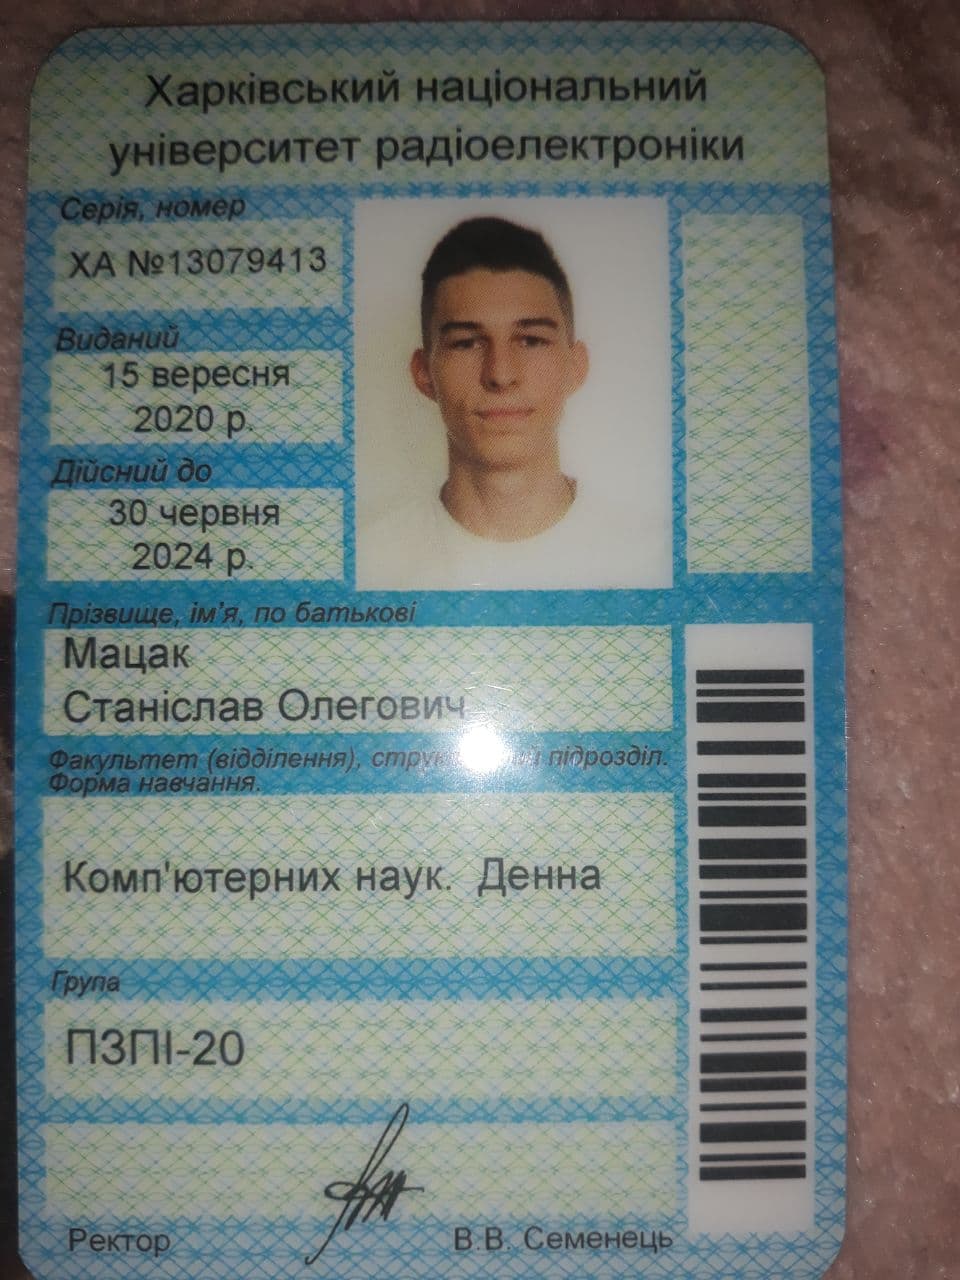 Харківський національний
університет радіоелектроніки
Серія, номер
ХА №13079413
Виданий
15 вересня
2020 р.
Дійсний до
30 червня
2024 р.
Прізвище, ім'я, по батькові
Мацак
Станіслав Олегович
Факультет (відділення), підрозділ.
Форма навчання.
Комп'ютерних наук. Денна
Група
ПЗПІ-20
Ректор В.В. Семенець